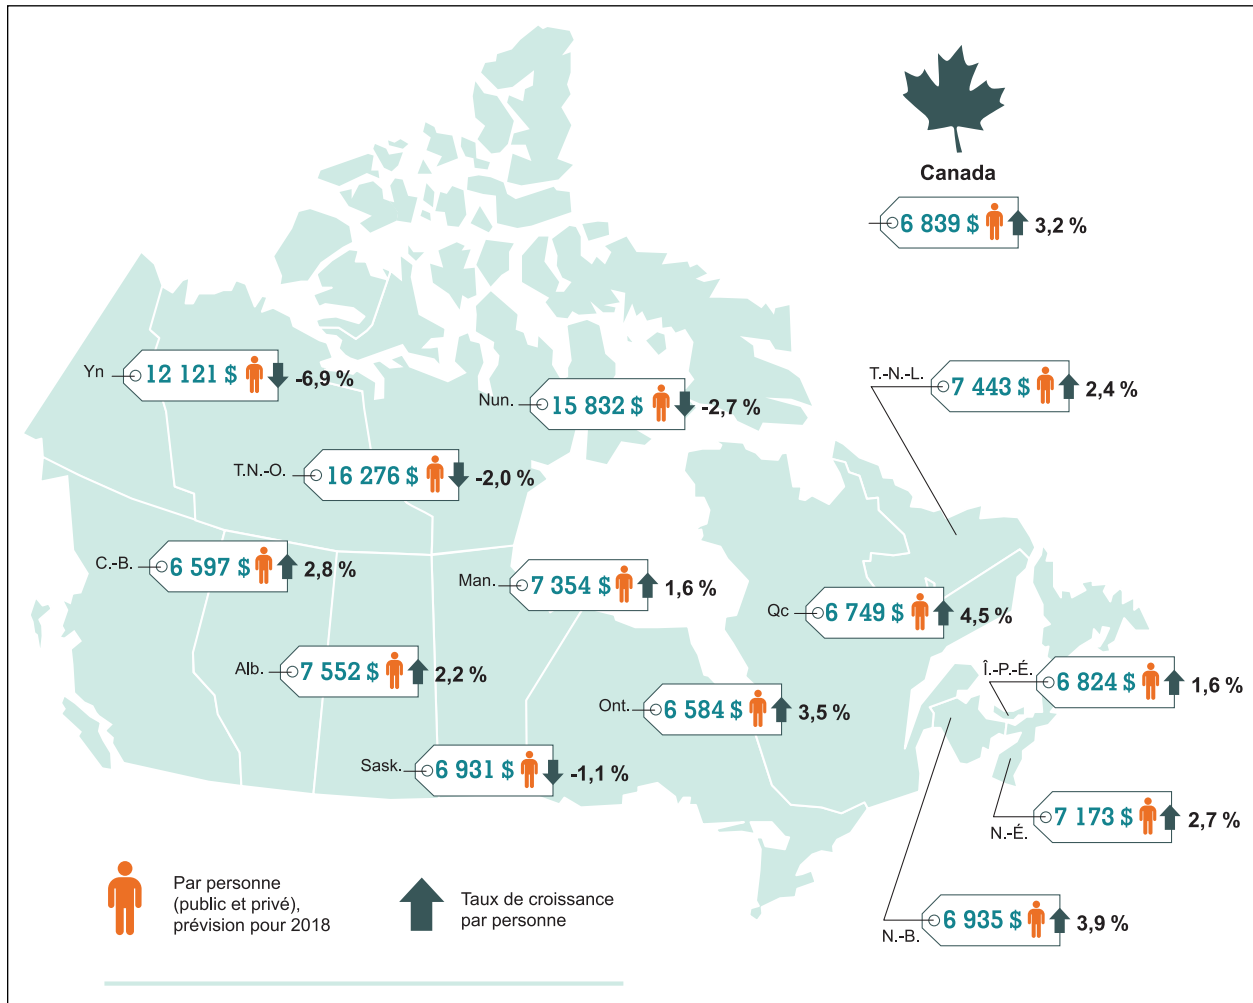 Canada
6 839 $ 3,2 %
Yn 12 121 $ -6,9 %
Nun. 15 832 $ -2,7 %
T.-N.-L. 7 443 $ 2,4 %
T.N.-O. 16 276 $ -2,0 %
C.-B. 6 597 $ 2,8 %
Man. 7 354 $ 1,6 %
Qc 6 749 $ 4,5 %
Alb. 7 552 $ 2,2 %
Î.-P.-É. 6 824 $ 1,6 %
Ont. 6 584 $ 3,5 %
Sask. 6 931 $ -1,1 %
N.-É. 7 173 $ 2,7 %
N.-B. 6 935 $ 3,9 %
Par personne
(public et privé),
prévision pour 2018
Taux de croissance
par personne